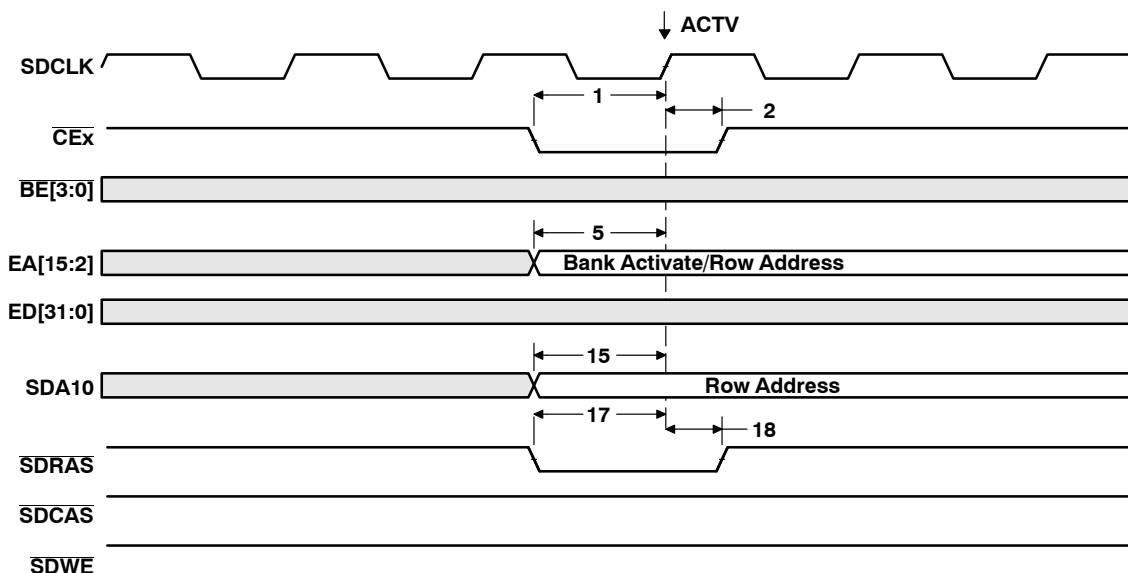 ACTV
SDCLK
1
2
CEx
BE[3:0]
5
EA[15:2]
Bank Activate/Row Address
ED[31:0]
15
SDA10
Row Address
17
18
SDRAS
SDCAS
SDWE